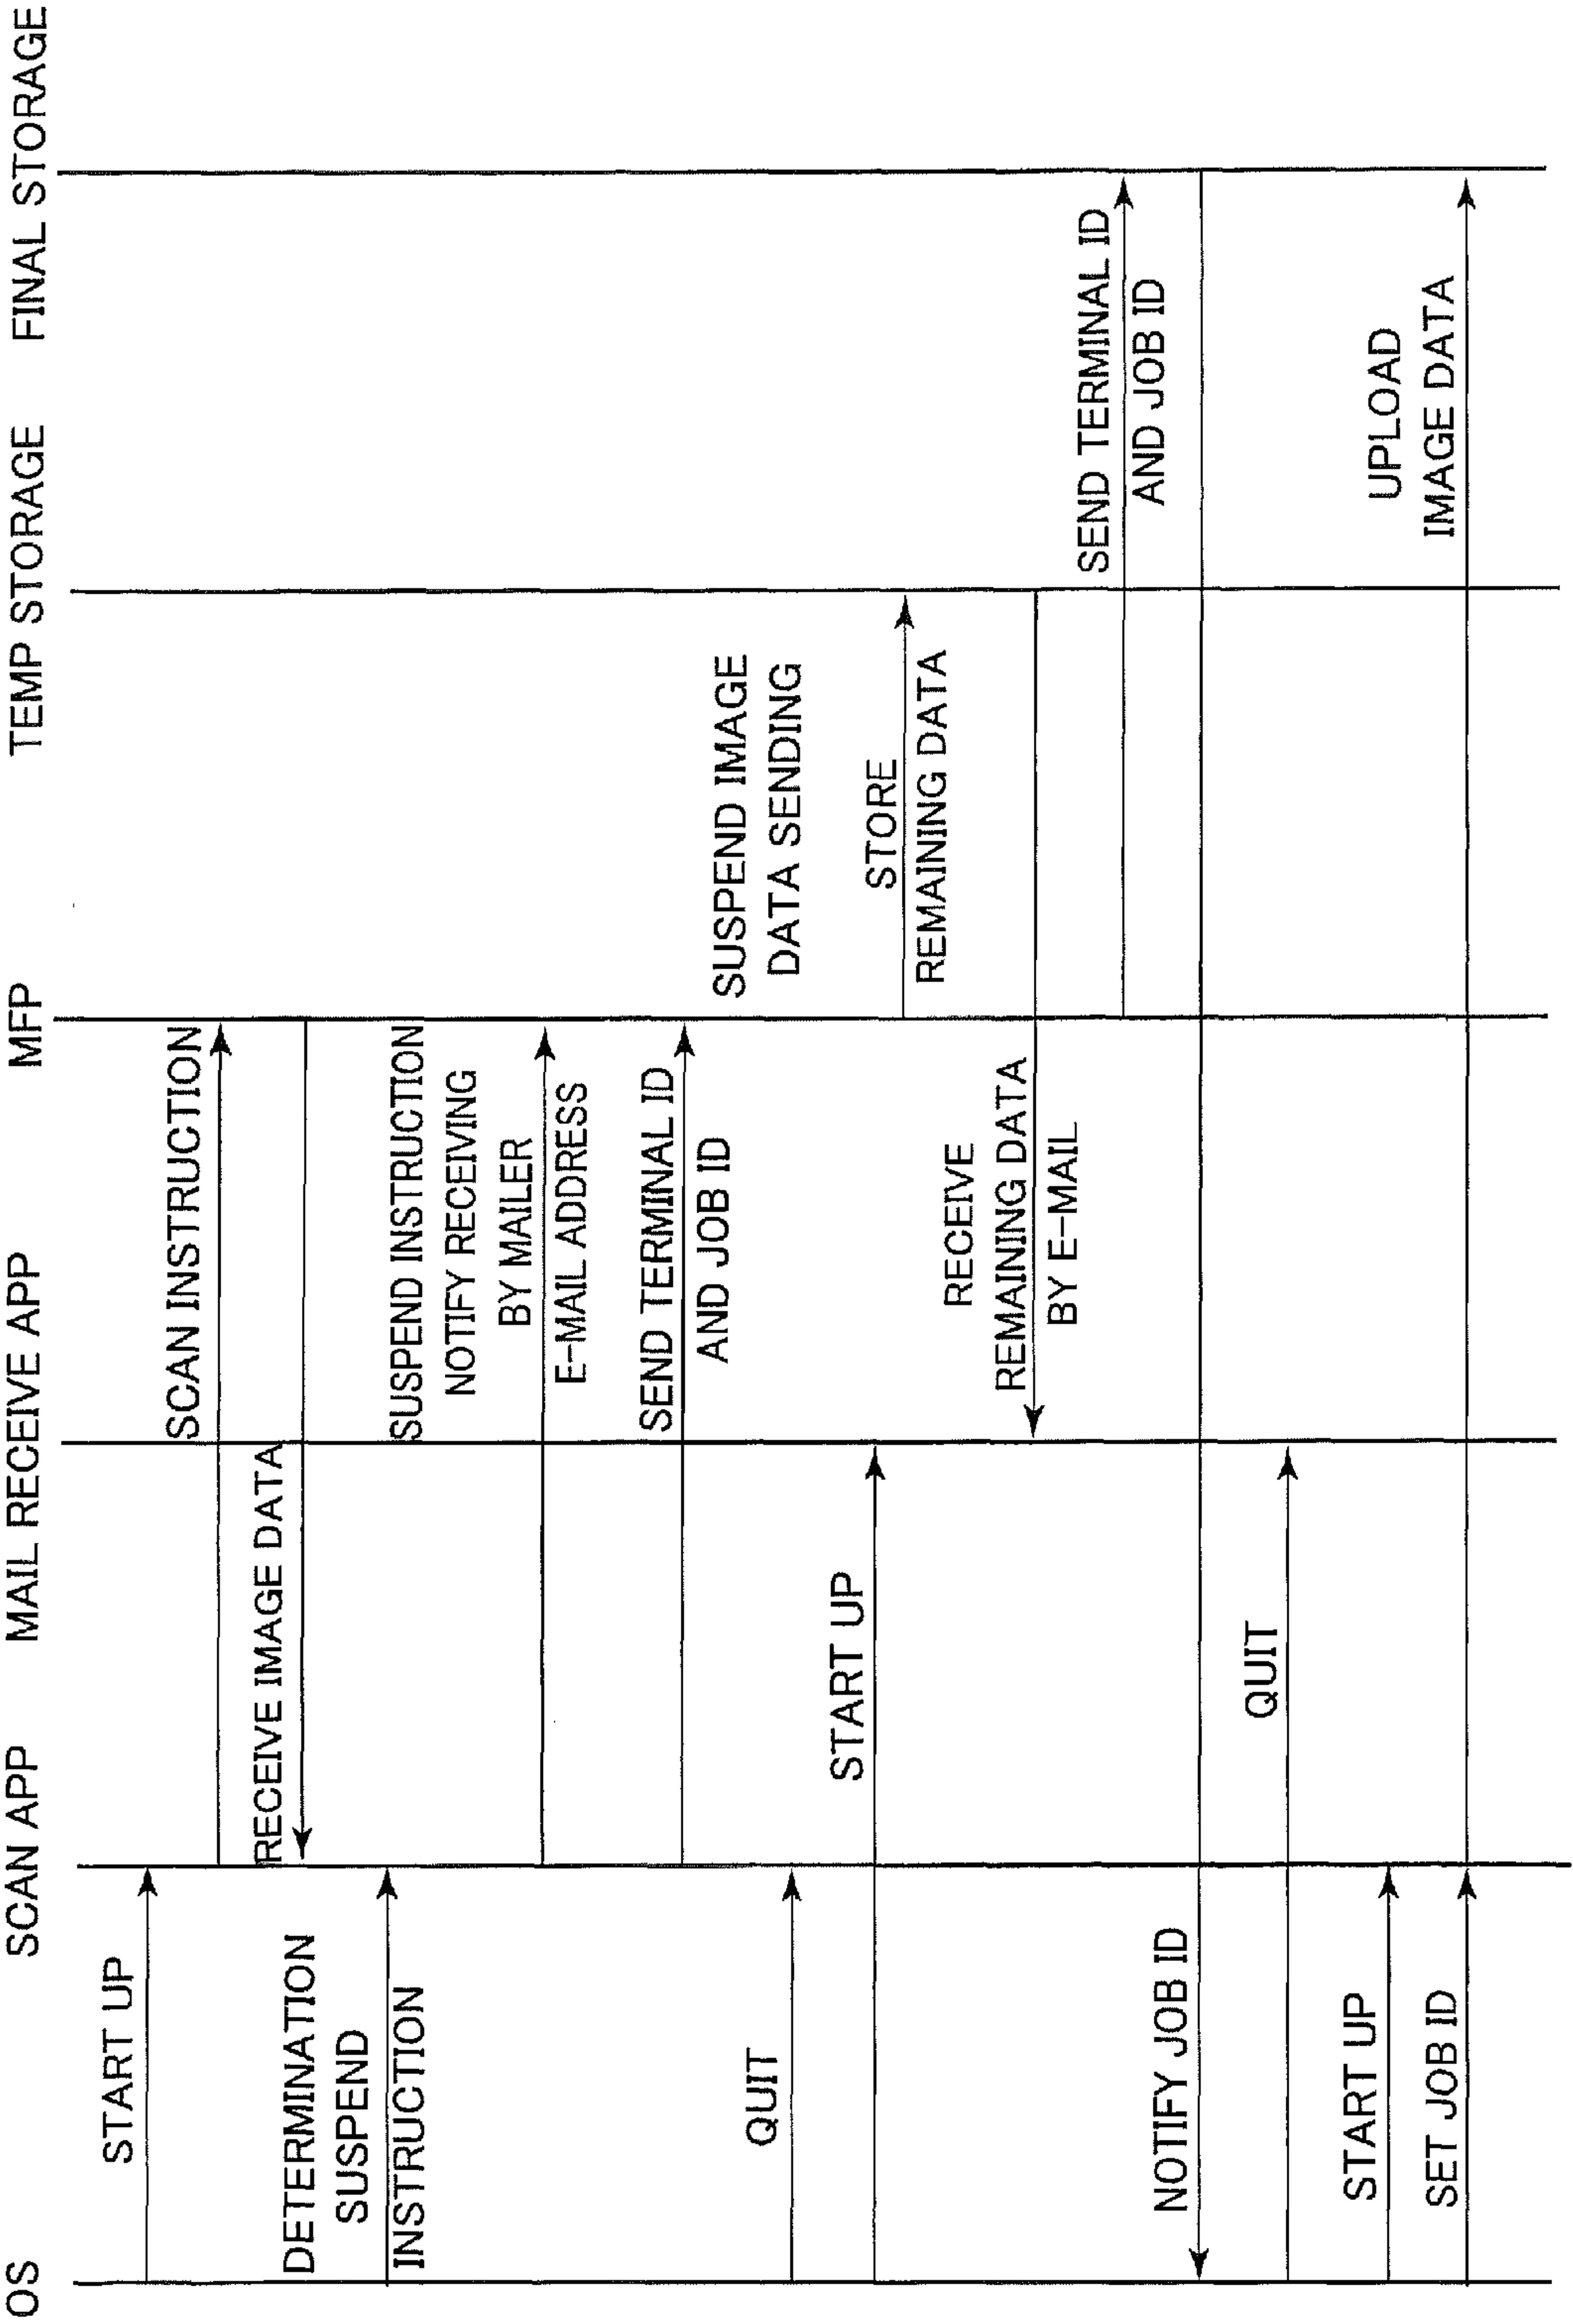 OS
SCAN APP
MAIL RECEIVE APP
MFP
TEMP STORAGE
FINAL STORAGE
START UP
SCAN INSTRUCTION
RECEIVE IMAGE DATA
DETERMINATION
SUSPEND
INSTRUCTION
SUSPEND INSTRUCTION
NOTIFY RECEIVING
BY MAILER
E-MAIL ADDRESS
SEND TERMINAL ID
AND JOB ID
SUSPEND IMAGE
DATA SENDING
QUIT
START UP
STORE
REMAINING DATA
RECEIVE
REMAINING DATA
BY E-MAIL
SEND TERMINAL ID
AND JOB ID
NOTIFY JOB ID
QUIT
START UP
SET JOB ID
UPLOAD
IMAGE DATA